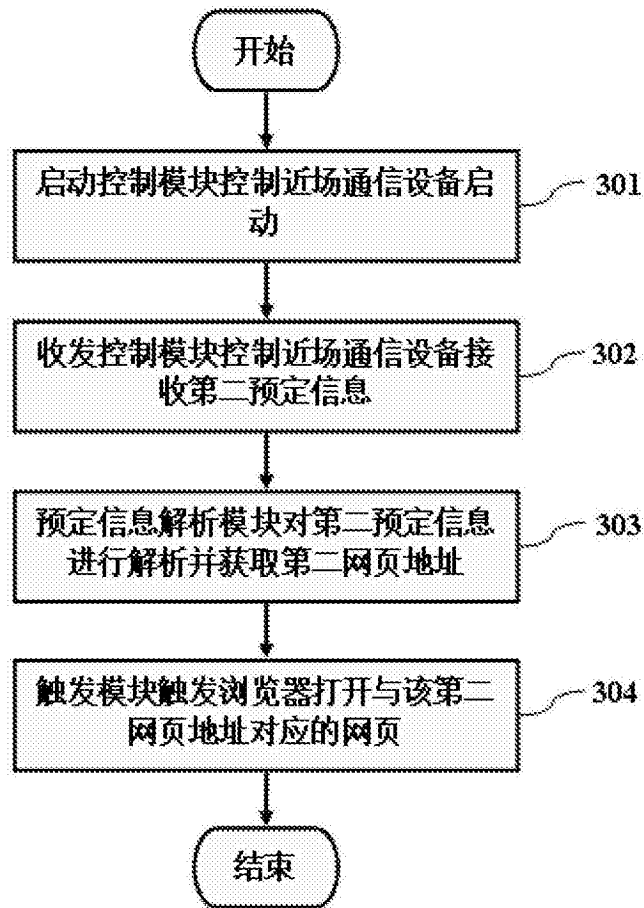 开始
启动控制模块控制近场通信设备启
动
301
收发控制模块控制近场通信设备接
收第二预定信息
302
预定信息解析模块对第二预定信息
进行解析并获取第二网页地址
303
触发模块触发浏览器打开与该第二
网页地址对应的网页
304
结束